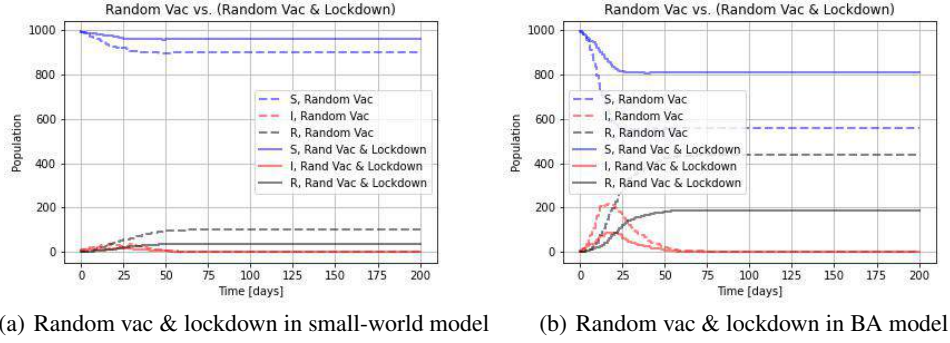 Random Vac vs. (Random Vac & Lockdown)
1000
800
600
400
200
0
Population
S, Random Vac
I, Random Vac
R, Random Vac
S, Rand Vac & Lockdown
I, Rand Vac & Lockdown
R, Rand Vac & Lockdown
0 25 50 75 100 125 150 175 200
Time [days]
(a) Random vac & lockdown in small-world model
Random Vac vs. (Random Vac & Lockdown)
1000
800
600
400
200
0
Population
S, Random Vac
I, Random Vac
R, Random Vac
S, Rand Vac & Lockdown
I, Rand Vac & Lockdown
R, Rand Vac & Lockdown
0 25 50 75 100 125 150 175 200
Time [days]
(b) Random vac & lockdown in BA model